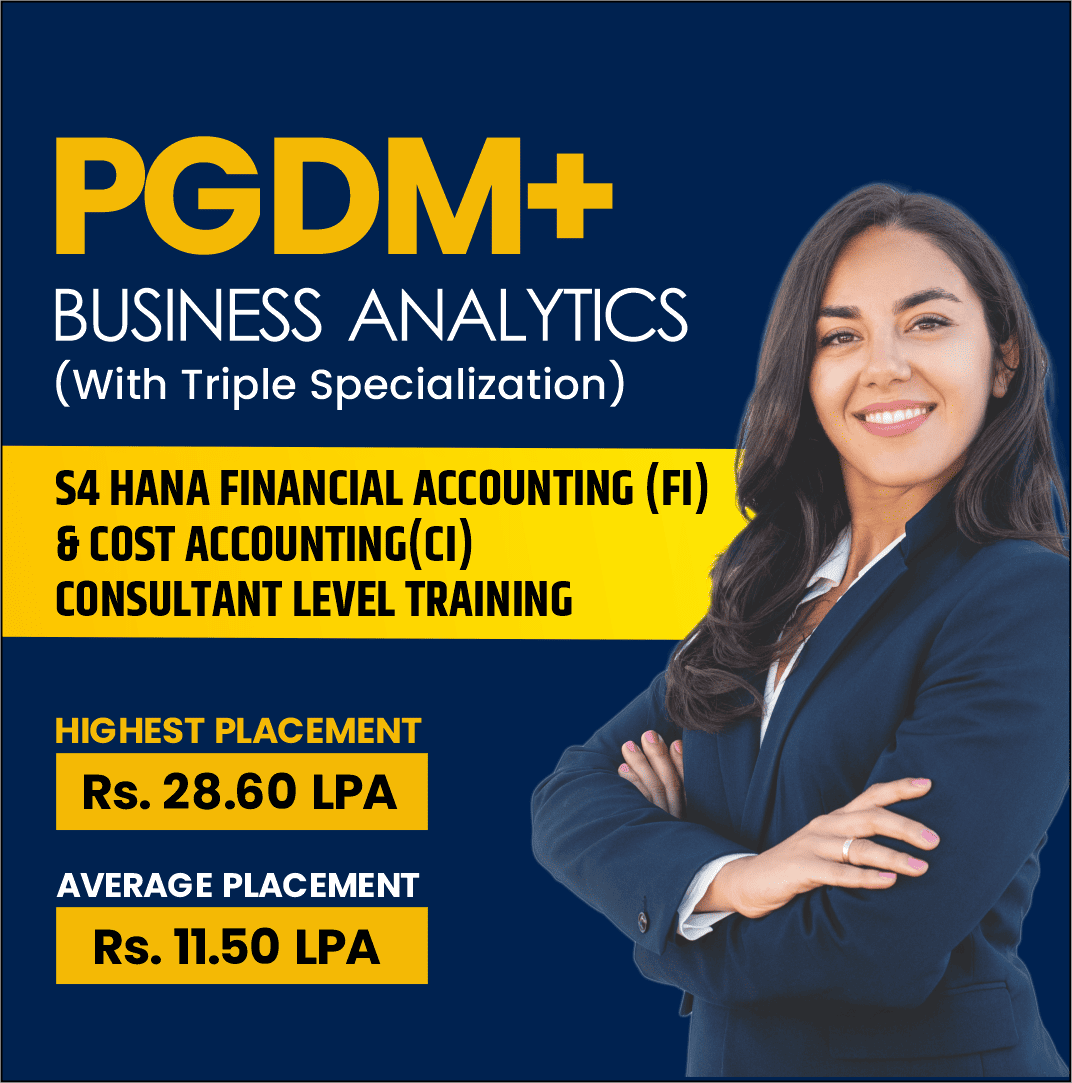 PGDM+
BUSINESS ANALYTICS
(With Triple Specialization)
S4 HANA FINANCIAL ACCOUNTING (FI)
& COST ACCOUNTING(CI)
CONSULTANT LEVEL TRAINING
HIGHEST PLACEMENT
Rs. 28.60 LPA
AVERAGE PLACEMENT
Rs. 11.50 LPA